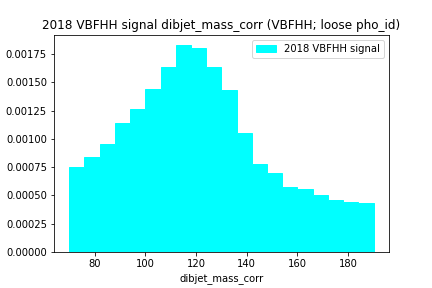 2018 VBFHH signal dibjet_mass_corr (VBFHH; loose pho_id)
2018 VBFHH signal
0.00175
0.00150
0.00125
0.00100
0.00075
0.00050
0.00025
0.00000
80 100 120 140 160 180
dibjet_mass_corr